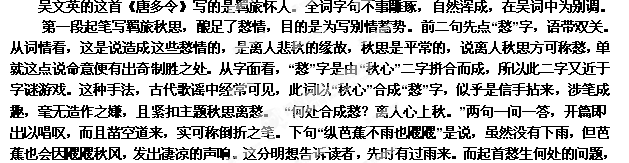 吴文英的这首《唐多令》写的是羁旅怀人。全词字句不事雕琢，自然浑成，在吴词中为别调。
第一段起笔写羁旅秋思，酿足了愁情，目的是为写别情蓄势。前二句先点“愁”字，语带双关。
从词情看，这是说造成这些愁情的，是离人悲秋的缘故，秋思是平常的，说离人秋思方可称愁，单
就这点说命意便有出奇制胜之处。从字面看，“愁”字是由“秋心”二字拼合而成，所以此二字又近于
字谜游戏。这种手法，古代歌谣中经常可见，此词以“秋心”合成“愁”字，似乎是信手拈来，涉笔成
趣，毫无造作之嫌，且紧扣主题秋思离愁。 “何处合成愁？离人心上秋。”两句一问一答，开篇即
出以唱叹，而且凿空道来，实可称倒折之笔。下句“纵芭蕉不雨也飕飕”是说，虽然没有下雨，但芭
蕉也会因飕飕秋风，发出凄凉的声响。这分明想告诉读者，先时有过雨来。而起首愁生何处的问题，